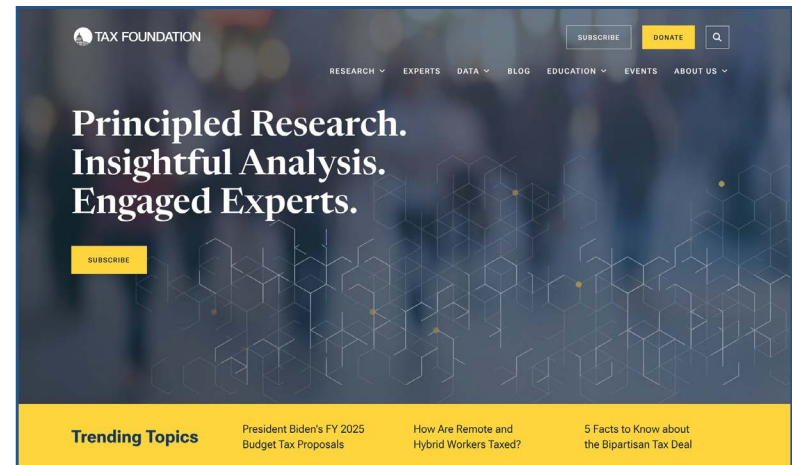 TAX FOUNDATION
SUBSCRIBE
DONATE
RESEARCH
EXPERTS
DATA
BLOG
EDUCATION
EVENTS
ABOUT US
Principled Research.
Insightful Analysis.
Engaged Experts.
SUBSCRIBE
Trending Topics
President Biden's FY 2025
Budget Tax Proposals
How Are Remote and
Hybrid Workers Taxed?
5 Facts to Know about
the Bipartisan Tax Deal